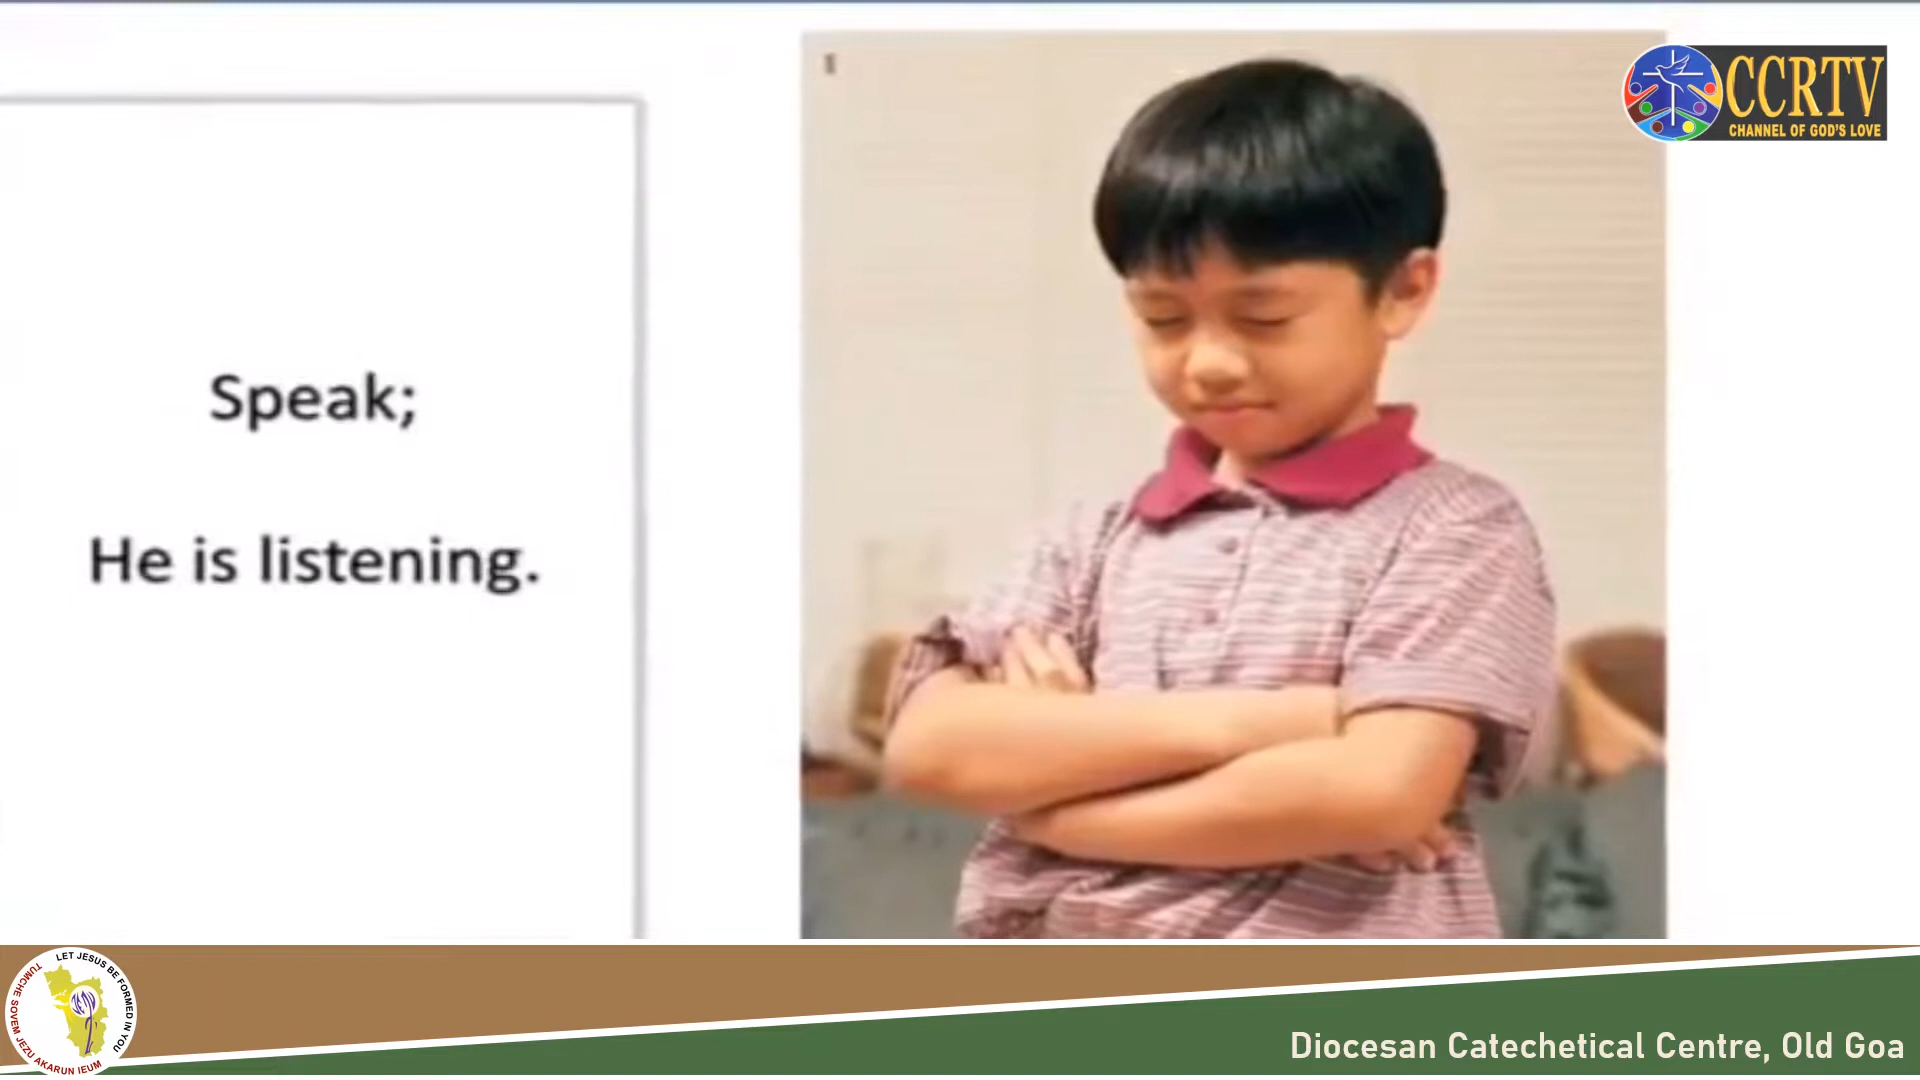 Speak;
He is listening.
CCRTV
CHANNEL OF GOD'S LOVE
LET JESUS BE FORMED IN YOU
TUMCHE SOVEM JEZU AKARUN IEUM
Diocesan Catechetical Centre, Old Goa